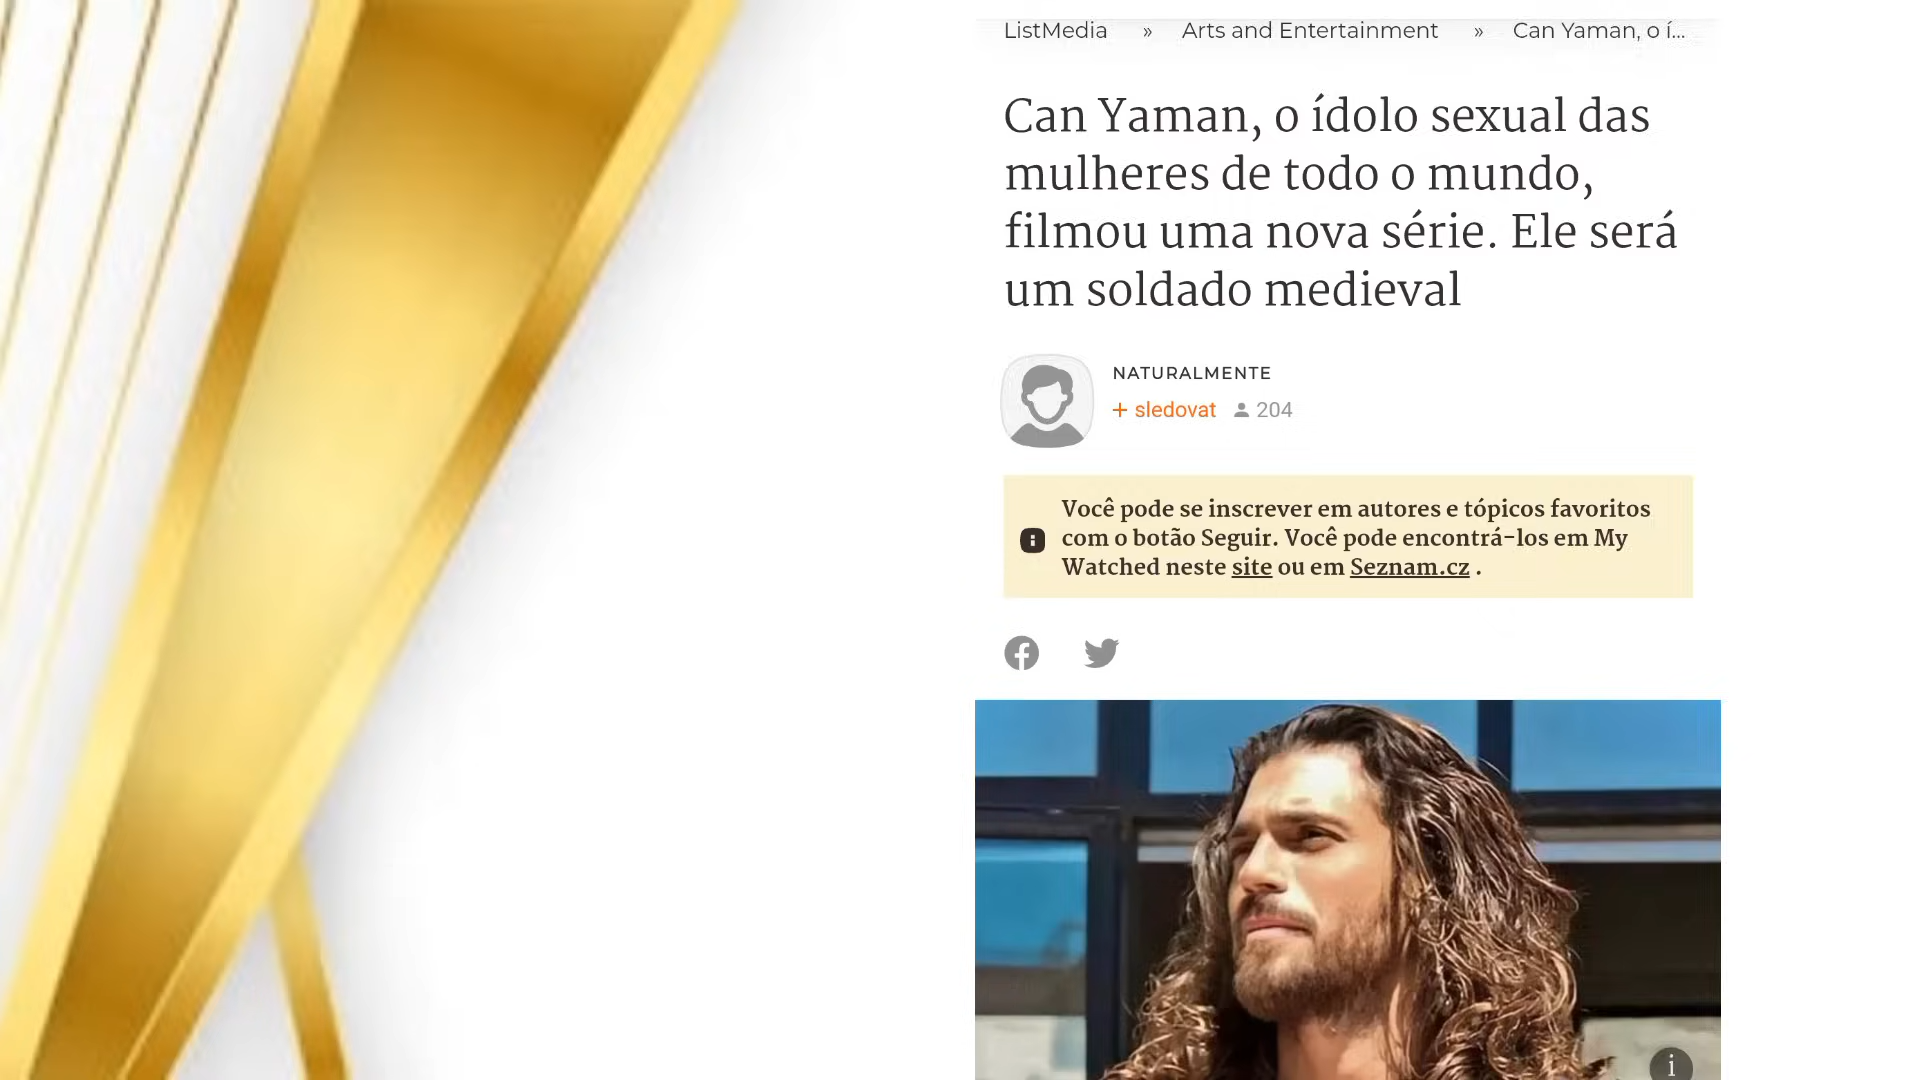 ListMedia » Arts and Entertainment » Can Yaman, o í...
Can Yaman, o ídolo sexual das
mulheres de todo o mundo,
filmou uma nova série. Ele será
um soldado medieval
NATURALMENTE
+ sledovat 204
Você pode se inscrever em autores e tópicos favoritos
com o botão Seguir. Você pode encontrá-los em My
Watched neste site ou em Seznam.cz .
i